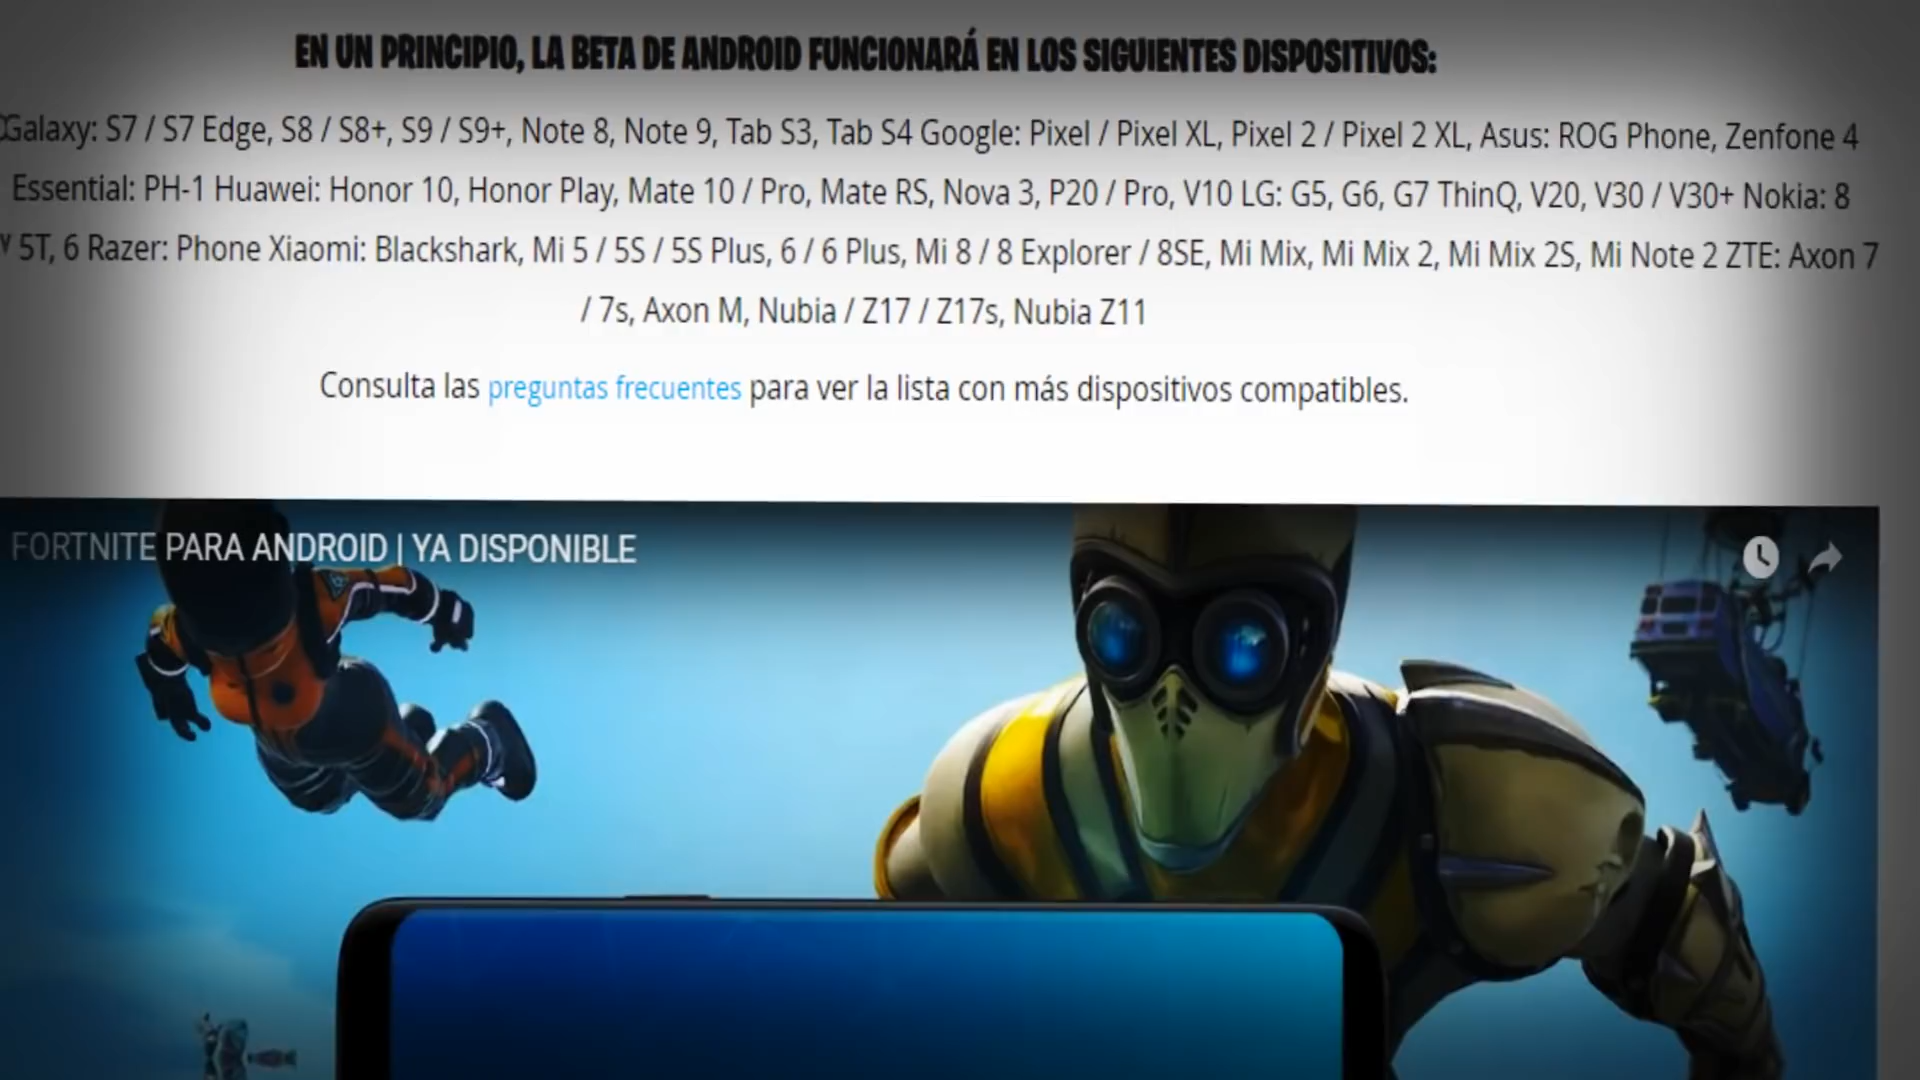 EN UN PRINCIPIO, LA BETA DE ANDROID FUNCIONARÁ EN LOS SIGUIENTES DISPOSITIVOS:
Galaxy: S7 / S7 Edge, S8 / S8+, S9 / S9+, Note 8, Note 9, Tab S3, Tab S4 Google: Pixel / Pixel XL, Pixel 2 / Pixel 2 XL, Asus: ROG Phone, Zenfone 4
Essential: PH-1 Huawei: Honor 10, Honor Play, Mate 10 / Pro, Mate RS, Nova 3, P20 / Pro, V10 LG: G5, G6, G7 ThinQ, V20, V30 / V30+ Nokia: 8
5T, 6 Razer: Phone Xiaomi: Blackshark, Mi 5 / 5S / 5S Plus, 6 / 6 Plus, Mi 8 / 8 Explorer / 8SE, Mi Mix, Mi Mix 2, Mi Mix 2S, Mi Note 2 ZTE: Axon 7
/ 7s, Axon M, Nubia / Z17 / Z17s, Nubia Z11
Consulta las preguntas frecuentes para ver la lista con más dispositivos compatibles.
FORTNITE PARA ANDROID | YA DISPONIBLE